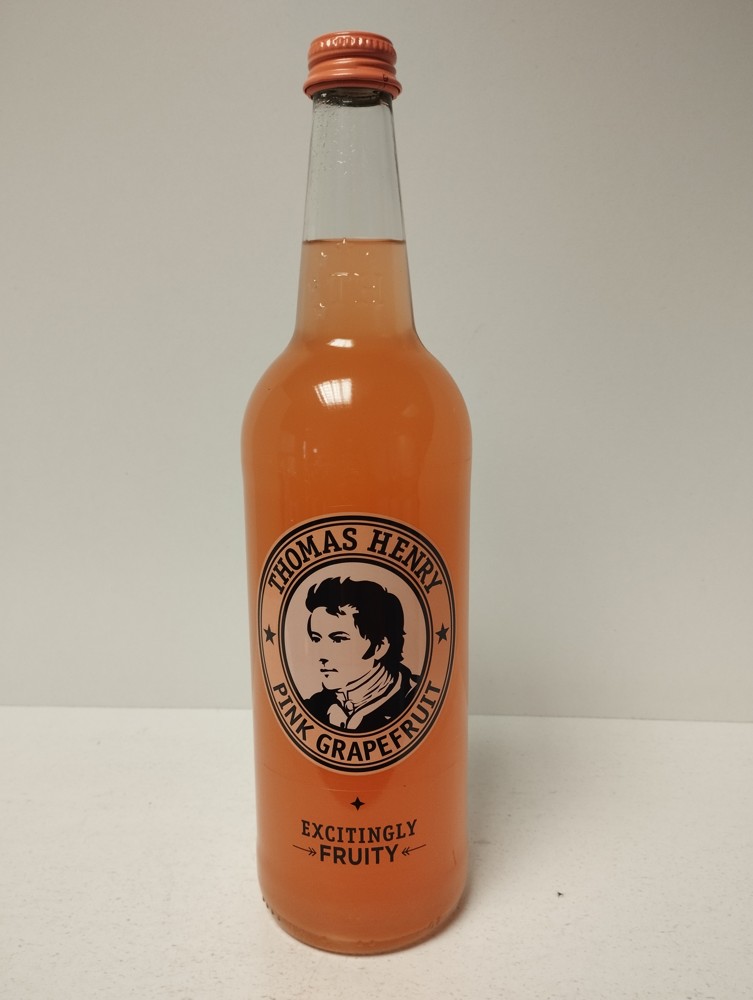 THOMAS HENRY
PINK GRAPEFRUIT
EXCITINGLY
FRUITY